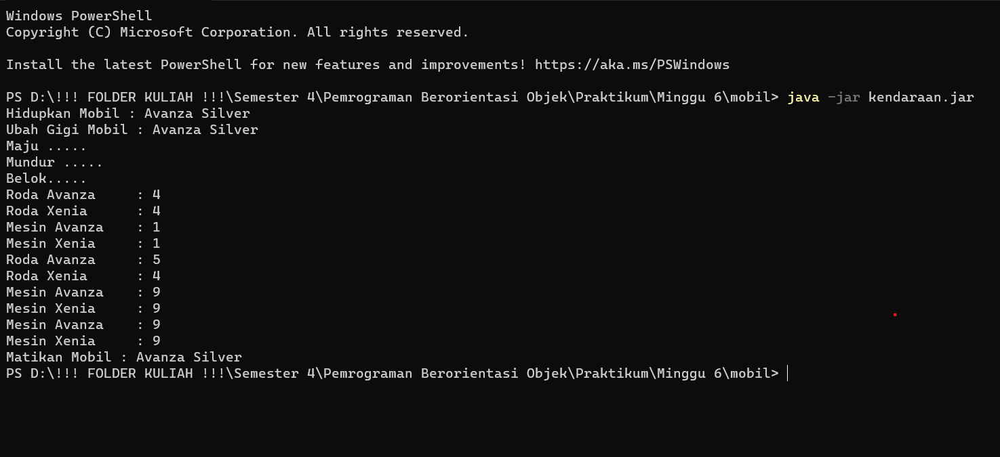 Windows PowerShell
Copyright (C) Microsoft Corporation. All rights reserved.
Install the latest PowerShell for new features and improvements! https://aka.ms/PSWindows
PS D:\!!! FOLDER KULIAH !!!\Semester 4\Pemrograman Berorientasi Objek\Praktikum\Minggu 6\mobil> java -jar kendaraan.jar
Hidupkan Mobil : Avanza Silver
Ubah Gigi Mobil : Avanza Silver
Maju .....
Mundur .....
Belok.....
Roda Avanza     : 4
Roda Xenia      : 4
Mesin Avanza    : 1
Mesin Xenia     : 1
Roda Avanza     : 5
Roda Xenia      : 4
Mesin Avanza    : 9
Mesin Xenia     : 9
Mesin Avanza    : 9
Mesin Xenia     : 9
Matikan Mobil : Avanza Silver
PS D:\!!! FOLDER KULIAH !!!\Semester 4\Pemrograman Berorientasi Objek\Praktikum\Minggu 6\mobil>